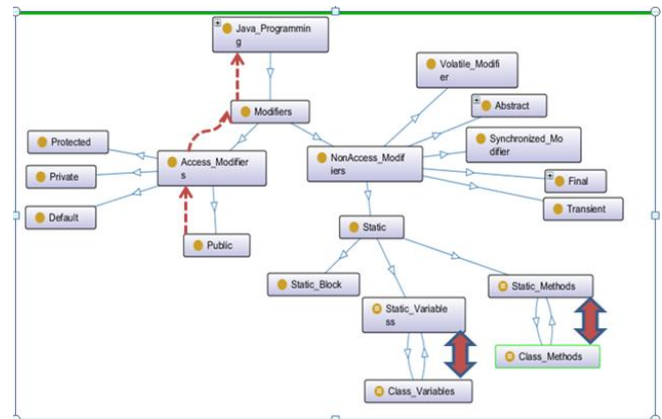 Java_Programmin
g
Volatile_Modifi
er
Abstract
Modifiers
Synchronized_Mo
difier
Protected
Access_Modifier
s
NonAccess_Modif
iers
Private
Final
Transient
Default
Static
Public
Static_Block
Static_Methods
Static_Variable
ss
Class_Methods
Class_Variables